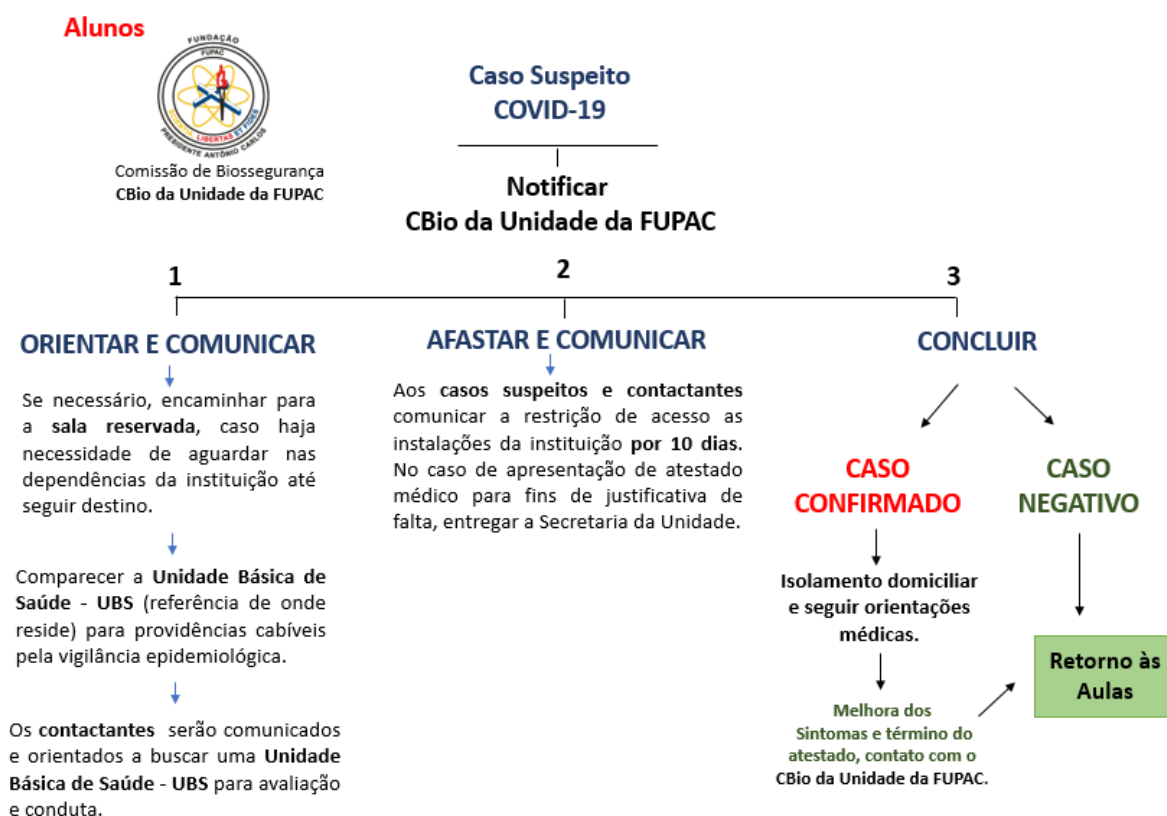 Alunos
FUNDAÇÃO
FUPAC
LIBERTAS ET FIDES
PRESIDENTE ANTÔNIO CARLOS
Comissão de Biossegurança
CBio da Unidade da FUPAC
Caso Suspeito
COVID-19
Notificar
CBio da Unidade da FUPAC
1
2
3
ORIENTAR E COMUNICAR
Se necessário, encaminhar para
a sala reservada, caso haja
necessidade de aguardar nas
dependências da instituição até
seguir destino.
Comparecer a Unidade Básica de
Saúde - UBS (referência de onde
reside) para providências cabíveis
pela vigilância epidemiológica.
Os contactantes serão comunicados
e orientados a buscar uma Unidade
Básica de Saúde - UBS para avaliação
e conduta.
AFASTAR E COMUNICAR
Aos casos suspeitos e contactantes
comunicar a restrição de acesso as
instalações da instituição por 10 dias.
No caso de apresentação de atestado
médico para fins de justificativa de
falta, entregar a Secretaria da Unidade.
CONCLUIR
CASO
CONFIRMADO
Isolamento domiciliar
e seguir orientações
médicas.
Melhora dos
Sintomas e término do
atestado, contato com o
CBio da Unidade da FUPAC.
CASO
NEGATIVO
Retorno às
Aulas